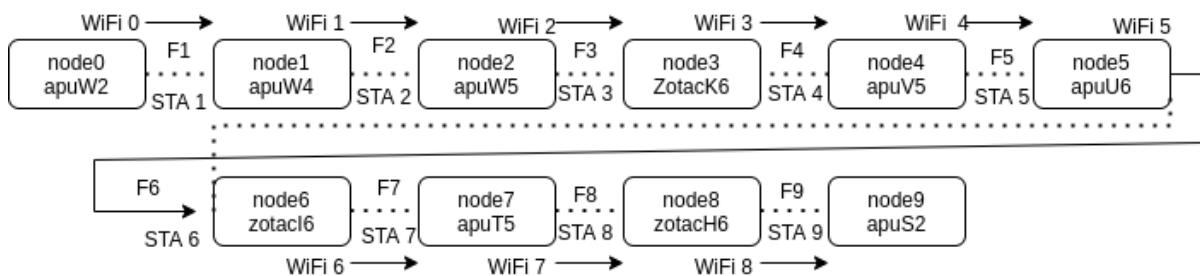 WiFi 0
WiFi 1
WiFi 2
WiFi 3
WiFi 4
WiFi 5
F1
F2
F3
F4
F5
node0
apuW2
node1
apuW4
node2
apuW5
node3
ZotacK6
node4
apuV5
node5
apuU6
STA 1
STA 2
STA 3
STA 4
STA 5
F6
F7
F8
F9
node6
zotacI6
node7
apuT5
node8
zotacH6
node9
apuS2
STA 6
STA 7
STA 8
STA 9
WiFi 6
WiFi 7
WiFi 8